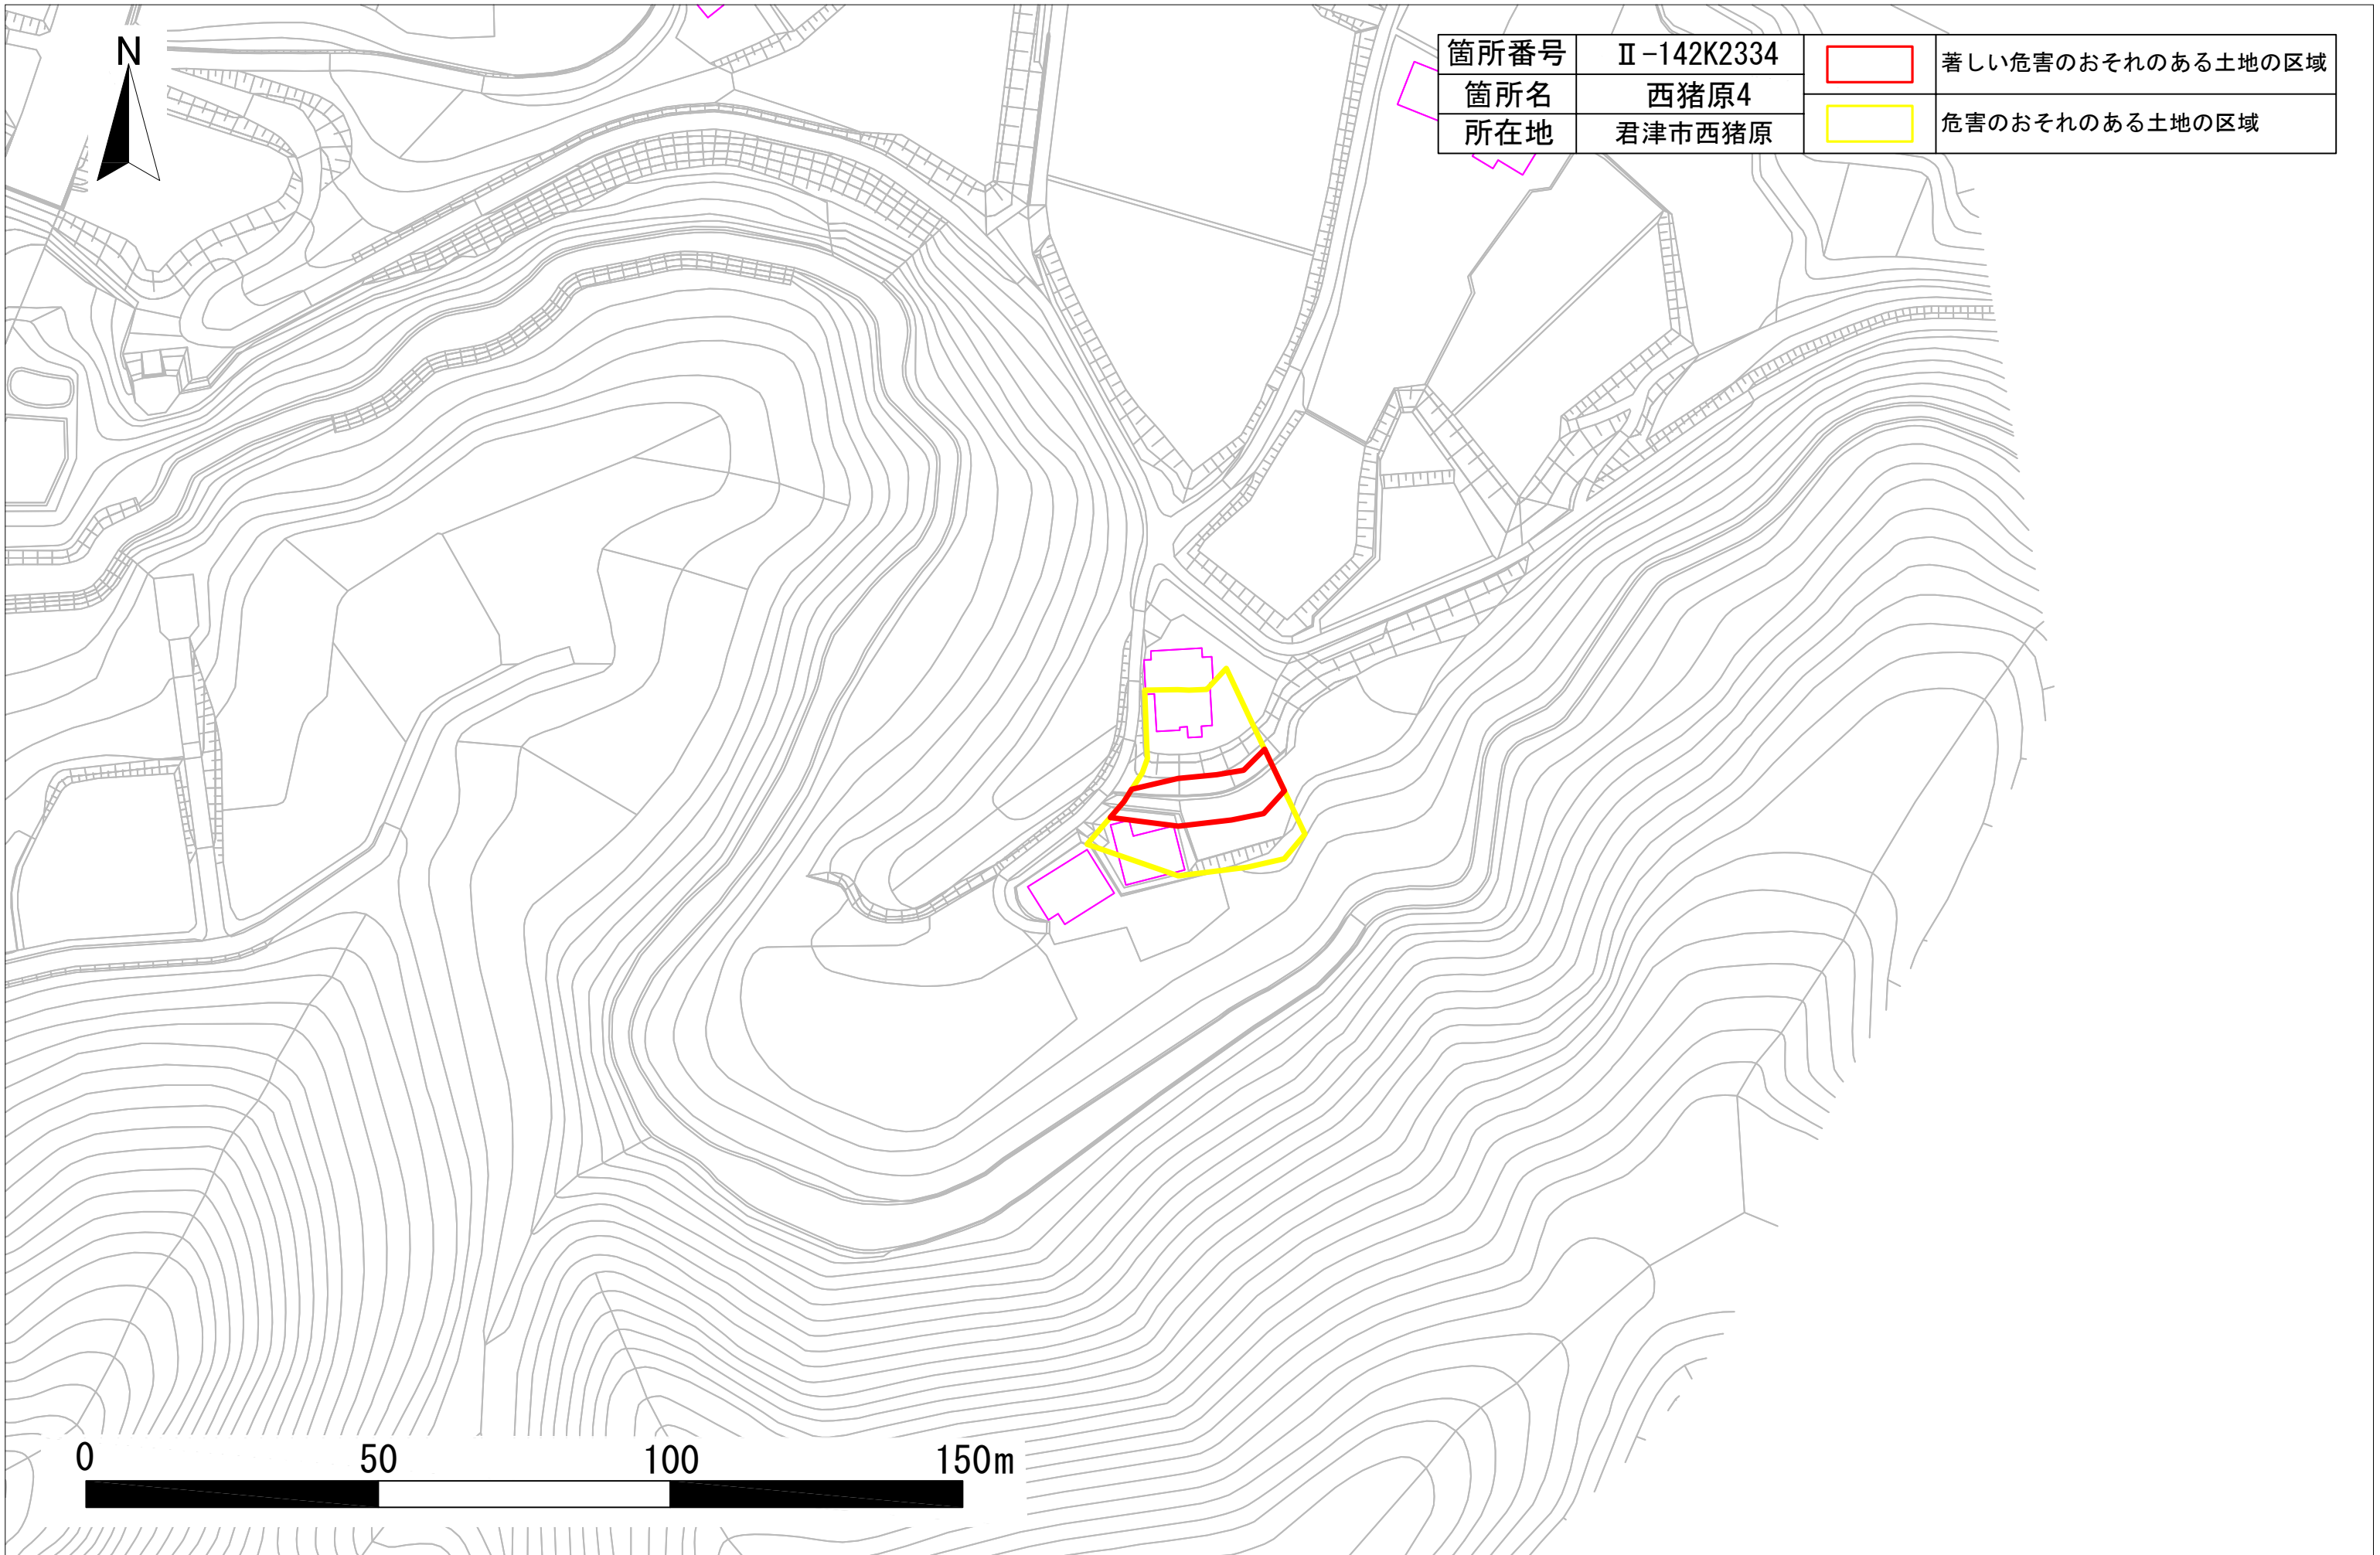 N
箇所番号 Ⅱ-142K2334
箇所名 西猪原4
所在地 君津市西猪原
著しい危害のおそれのある土地の区域
危害のおそれのある土地の区域
0 50 100 150m